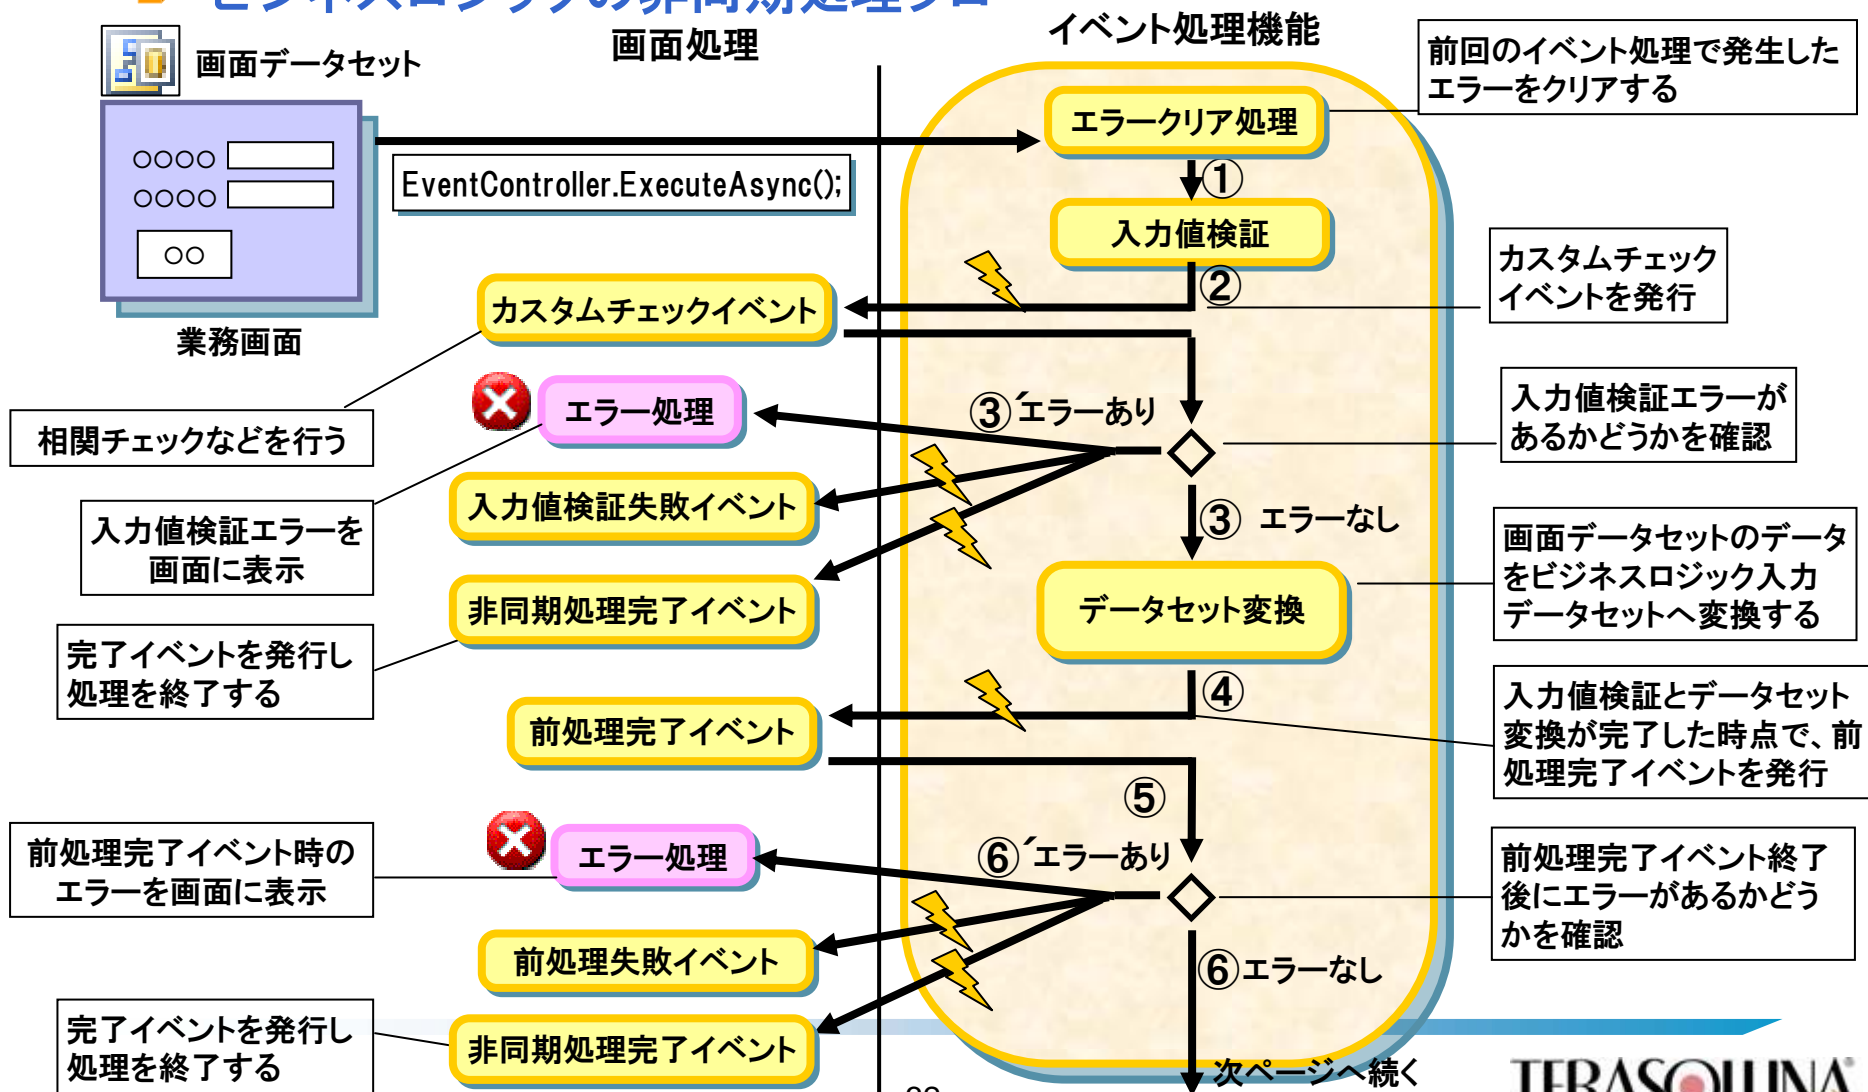 ビジネスロジックの非同期処理フロー
画面データセット
画面処理
イベント処理機能
前回のイベント処理で発生した
エラーをクリアする
エラークリア処理
○○○○
○○○○
○○
EventController.ExecuteAsync();
①
入力値検証
業務画面
②
カスタムチェック
イベントを発行
カスタムチェックイベント
相関チェックなどを行う
エラー処理
③´エラーあり
入力値検証エラーが
あるかどうかを確認
入力値検証エラーを
画面に表示
入力値検証失敗イベント
③ エラーなし
画面データセットのデータ
をビジネスロジック入力
データセットへ変換する
非同期処理完了イベント
データセット変換
完了イベントを発行し
処理を終了する
④
前処理完了イベント
入力値検証とデータセット
変換が完了した時点で、前
処理完了イベントを発行
⑤
前処理完了イベント時の
エラーを画面に表示
エラー処理
⑥´エラーあり
前処理完了イベント終了
後にエラーがあるかどう
かを確認
前処理失敗イベント
⑥エラーなし
完了イベントを発行し
処理を終了する
非同期処理完了イベント
次ページへ続く
TERASOLUNA